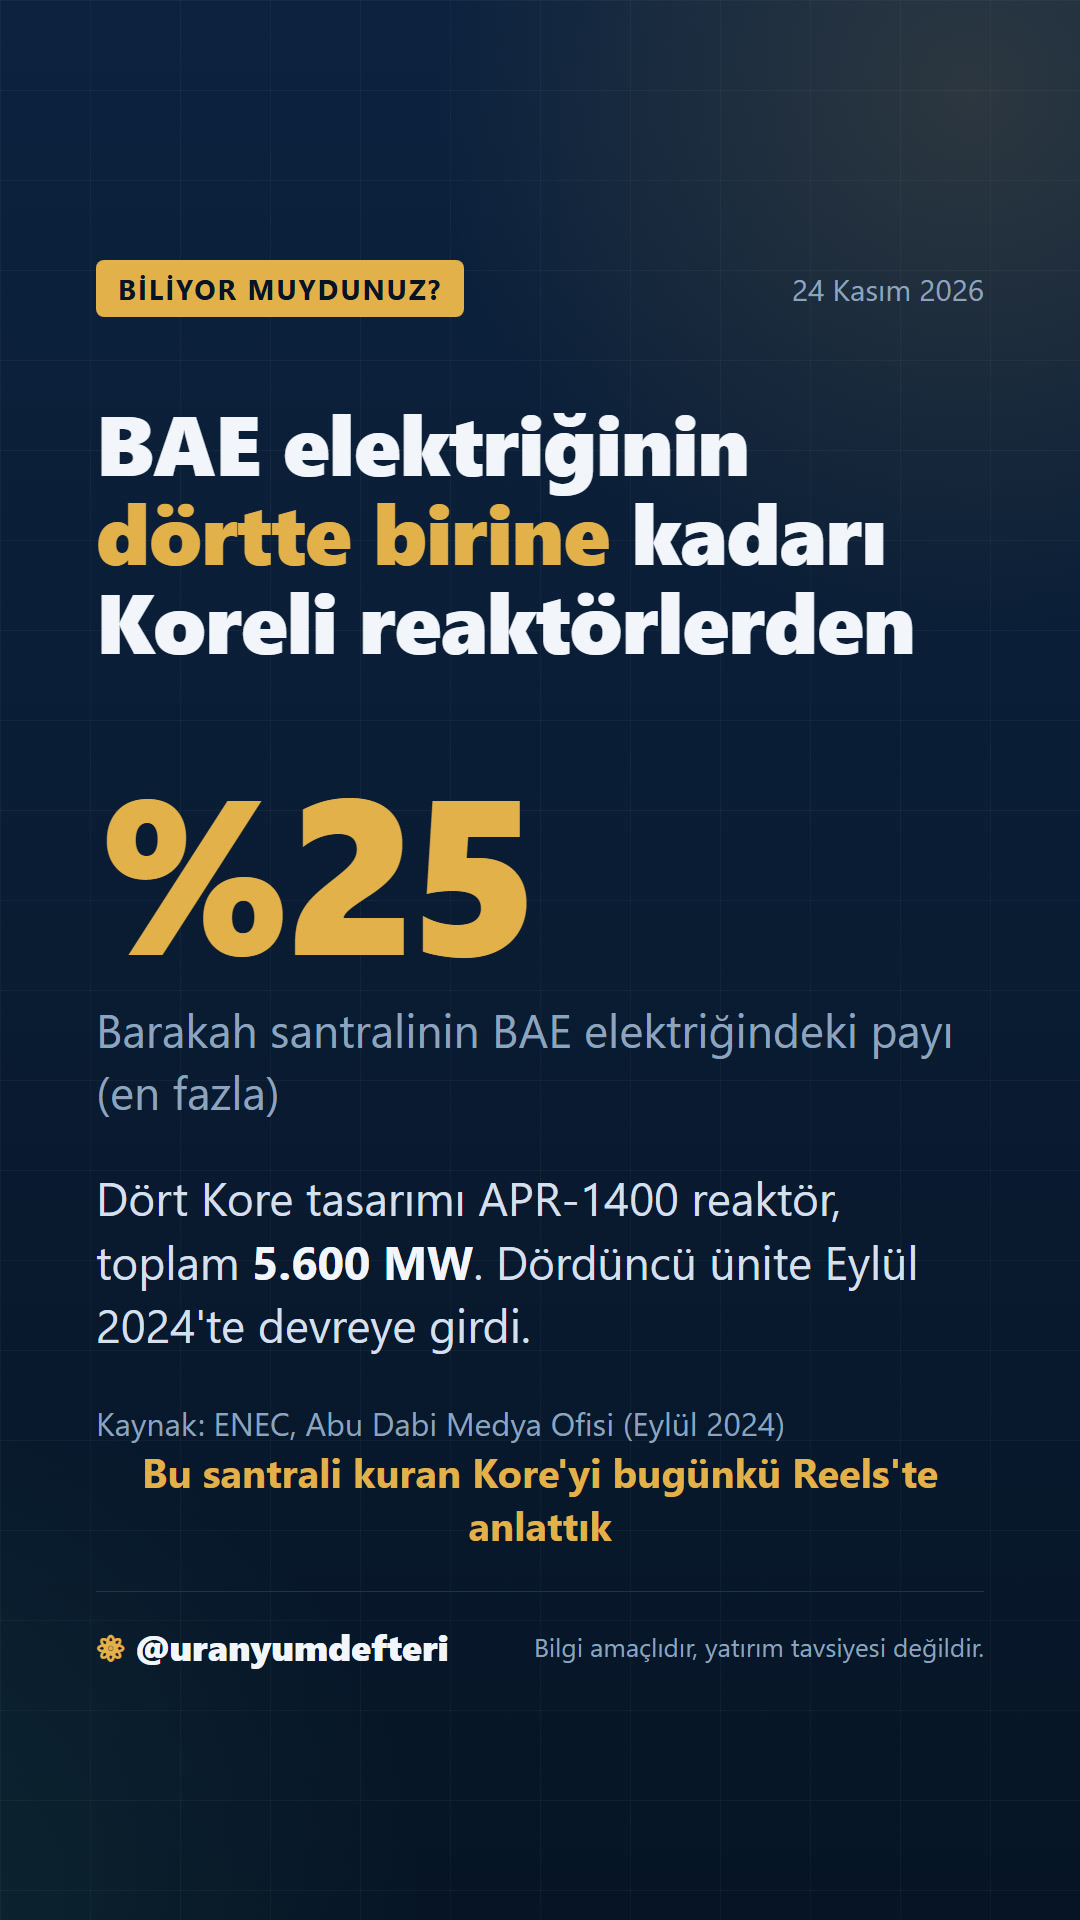 BİLİYOR MUYDUNUZ?
24 Kasım 2026
BAE elektriğinin
dörtte birine kadarı
Koreli reaktörlerden
%25
Barakah santralinin BAE elektriğindeki payı
(en fazla)
Dört Kore tasarımı APR-1400 reaktör,
toplam 5.600 MW. Dördüncü ünite Eylül
2024'te devreye girdi.
Kaynak: ENEC, Abu Dabi Medya Ofisi (Eylül 2024)
Bu santrali kuran Kore'yi bugünkü Reels'te
anlattık
@uranyumdefteri
Bilgi amaçlıdır, yatırım tavsiyesi değildir.